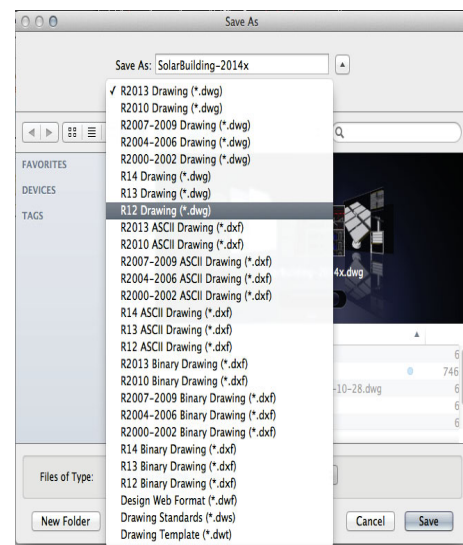 Save As
Save As: SolarBuilding-2014x
✓ R2013 Drawing (*.dwg)
R2010 Drawing (*.dwg)
R2007-2009 Drawing (*.dwg)
R2004-2006 Drawing (*.dwg)
R2000-2002 Drawing (*.dwg)
R14 Drawing (*.dwg)
R13 Drawing (*.dwg)
R12 Drawing (*.dwg)
R2013 ASCII Drawing (*.dxf)
R2010 ASCII Drawing (*.dxf)
R2007-2009 ASCII Drawing (*.dxf)
R2004-2006 ASCII Drawing (*.dxf)
R2000-2002 ASCII Drawing (*.dxf)
R14 ASCII Drawing (*.dxf)
R13 ASCII Drawing (*.dxf)
R12 ASCII Drawing (*.dxf)
R2013 Binary Drawing (*.dxf)
R2010 Binary Drawing (*.dxf)
R2007-2009 Binary Drawing (*.dxf)
R2004-2006 Binary Drawing (*.dxf)
R2000-2002 Binary Drawing (*.dxf)
R14 Binary Drawing (*.dxf)
R13 Binary Drawing (*.dxf)
R12 Binary Drawing (*.dxf)
Design Web Format (*.dwf)
Drawing Standards (*.dws)
Drawing Template (*.dwt)
FAVORITES
DEVICES
TAGS
14x.dwg
6
746
-10-28.dwg 6
6
6
Files of Type:
New Folder Cancel Save